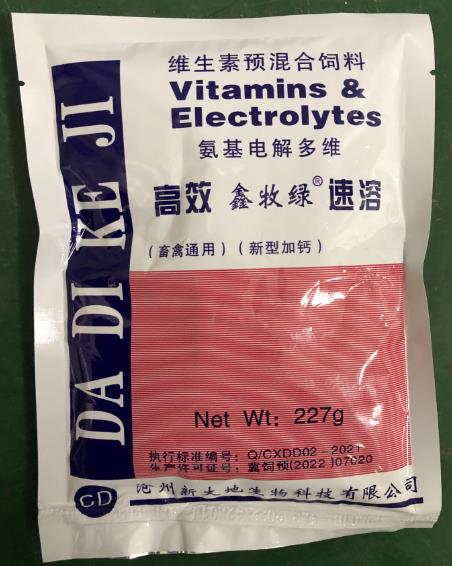 维生素预混合饲料
Vitamins &
Electrolytes
氨基电解多维
高效 鑫牧绿® 速溶
(畜禽通用)(新型加钙)
DA DI KE JI
Net Wt: 227g
执行标准编号: Q/CXDD02-2021
生产许可证号: 冀饲预(2022)07020
CD 沧州新大地生物科技有限公司